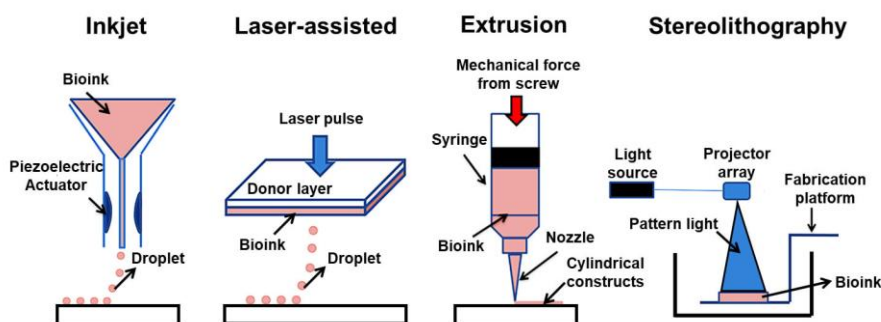 Inkjet
Bioink
Piezoelectric
Actuator
Droplet
Laser-assisted
Laser pulse
Donor layer
Bioink
Droplet
Extrusion
Mechanical force
from screw
Syringe
Bioink
Nozzle
Cylindrical
constructs
Stereolithography
Light
source
Projector
array
Fabrication
platform
Pattern light
Bioink